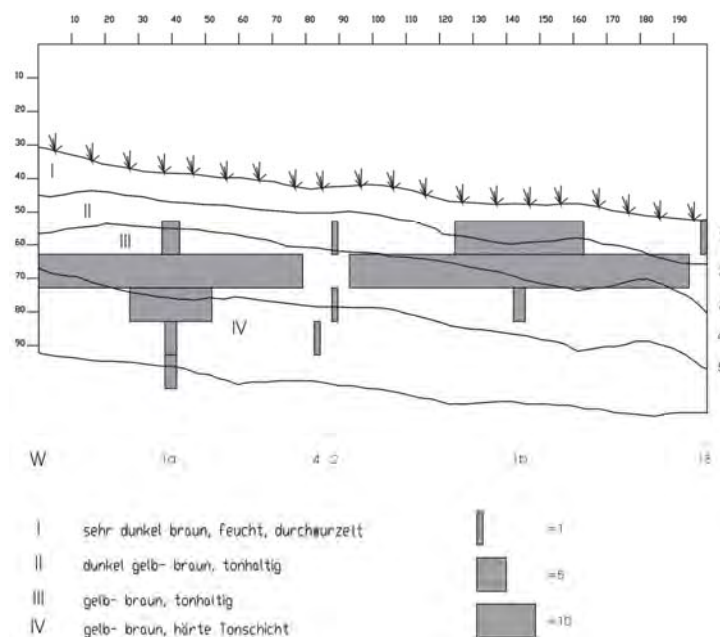 10 20 30 40 50 60 70 80 90 100 110 120 130 140 150 160 170 180 190
10
20
30
40
50
60
70
80
90
I
II
III
IV
W 1a 4 2 1b
I sehr dunkel braun, feucht, durchwurzelt =1
II dunkel gelb- braun, tonhaltig =5
III gelb- braun, tonhaltig
IV gelb- braun, härte Tonschicht =10